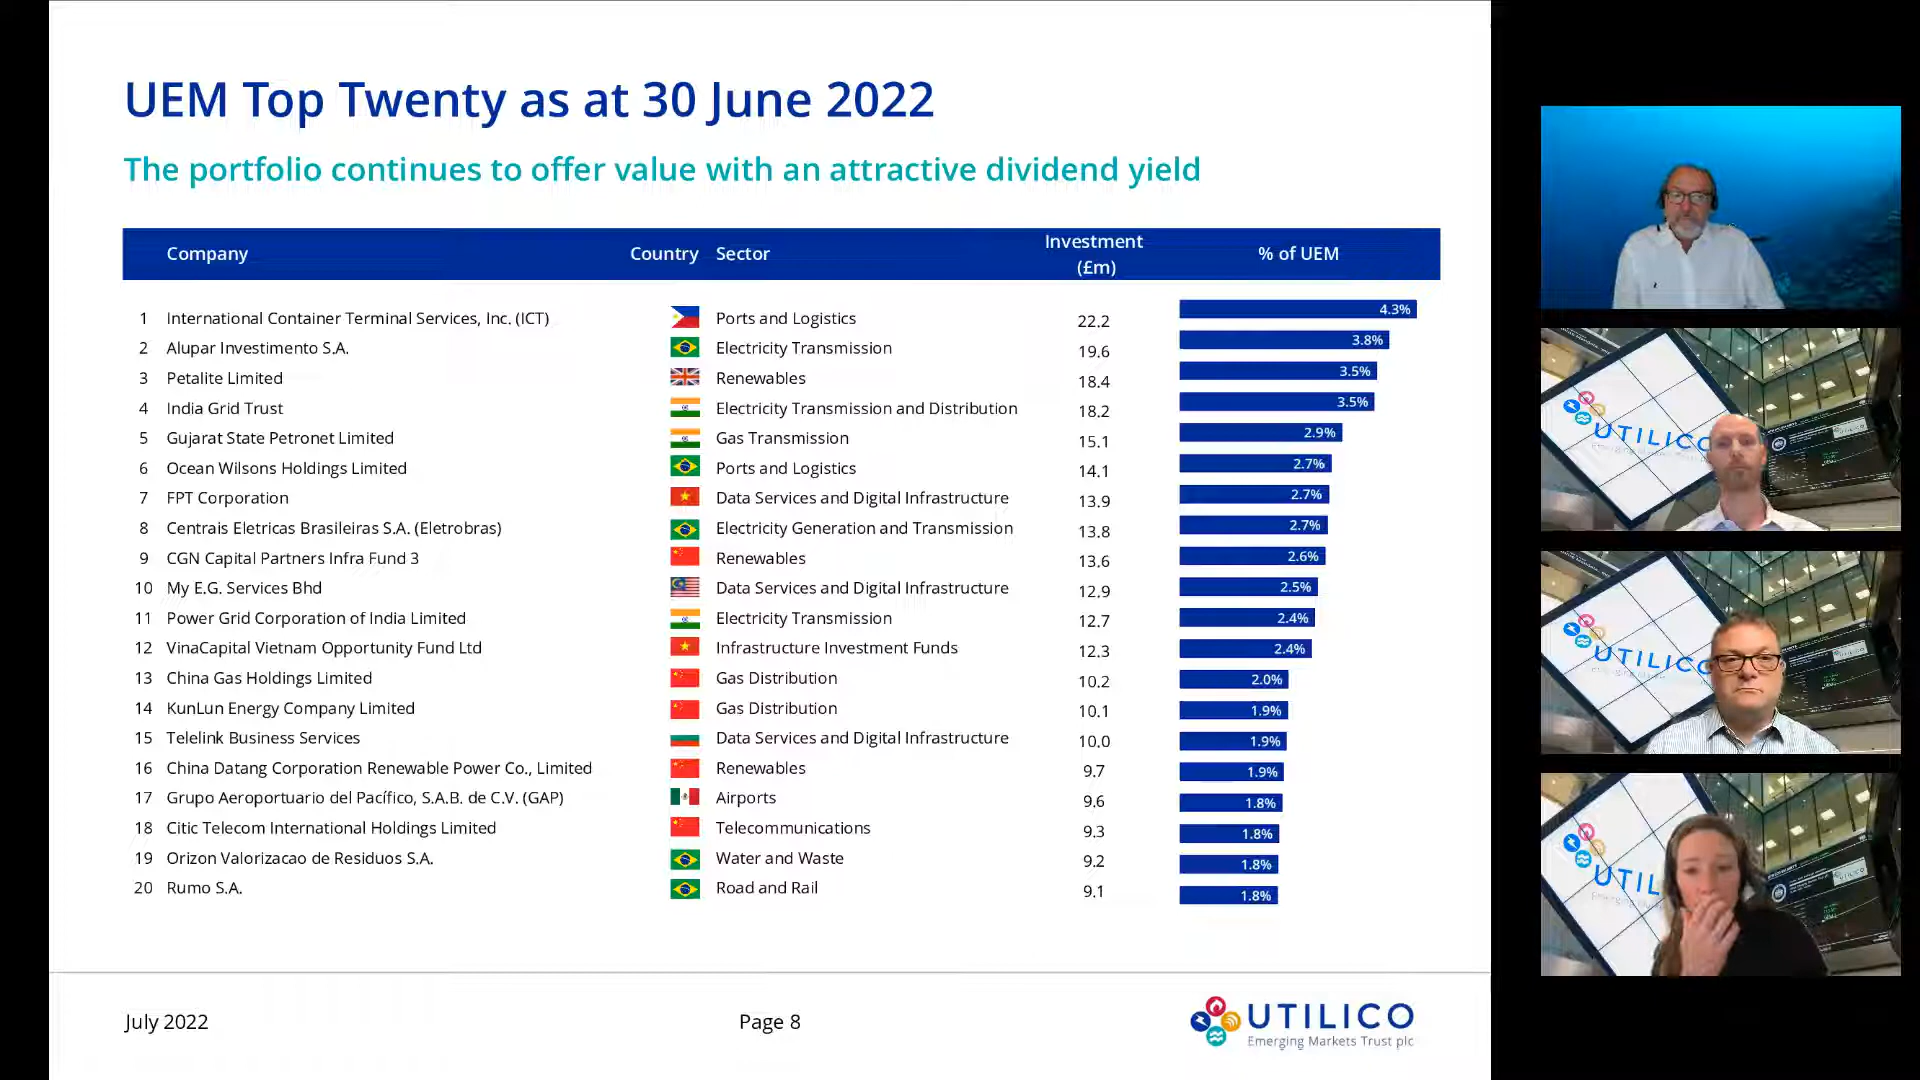 UEM Top Twenty as at 30 June 2022
The portfolio continues to offer value with an attractive dividend yield
Company Country Sector Investment (£m) % of UEM
1 International Container Terminal Services, Inc. (ICT) Ports and Logistics 22.2 4.3%
2 Alupar Investimento S.A. Electricity Transmission 19.6 3.8%
3 Petalite Limited Renewables 18.4 3.5%
4 India Grid Trust Electricity Transmission and Distribution 18.2 3.5%
5 Gujarat State Petronet Limited Gas Transmission 15.1 2.9%
6 Ocean Wilsons Holdings Limited Ports and Logistics 14.1 2.7%
7 FPT Corporation Data Services and Digital Infrastructure 13.9 2.7%
8 Centrais Eletricas Brasileiras S.A. (Eletrobras) Electricity Generation and Transmission 13.8 2.7%
9 CGN Capital Partners Infra Fund 3 Renewables 13.6 2.6%
10 My E.G. Services Bhd Data Services and Digital Infrastructure 12.9 2.5%
11 Power Grid Corporation of India Limited Electricity Transmission 12.7 2.4%
12 VinaCapital Vietnam Opportunity Fund Ltd Infrastructure Investment Funds 12.3 2.4%
13 China Gas Holdings Limited Gas Distribution 10.2 2.0%
14 KunLun Energy Company Limited Gas Distribution 10.1 1.9%
15 Telelink Business Services Data Services and Digital Infrastructure 10.0 1.9%
16 China Datang Corporation Renewable Power Co., Limited Renewables 9.7 1.9%
17 Grupo Aeroportuario del Pacífico, S.A.B. de C.V. (GAP) Airports 9.6 1.8%
18 Citic Telecom International Holdings Limited Telecommunications 9.3 1.8%
19 Orizon Valorizacao de Residuos S.A. Water and Waste 9.2 1.8%
20 Rumo S.A. Road and Rail 9.1 1.8%
July 2022 Page 8 UTILICO
Emerging Markets Trust plc
UTILICO
UTILICO
UTIL